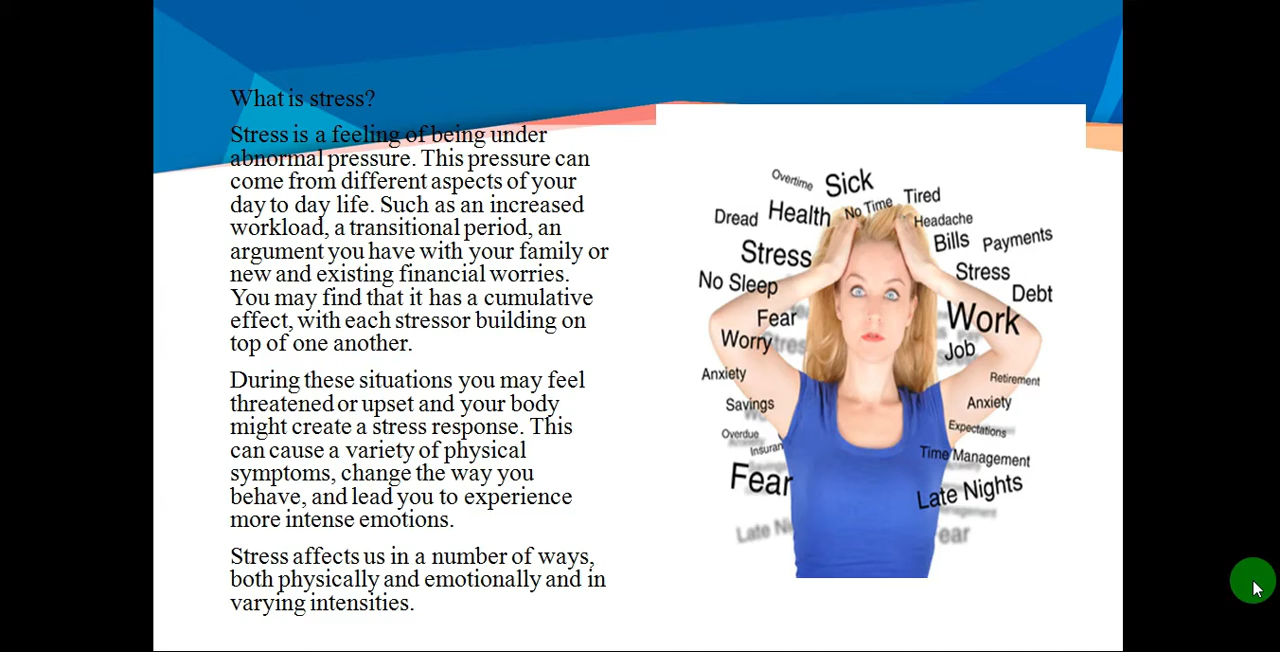 What is stress?
Stress is a feeling of being under
abnormal pressure. This pressure can
come from different aspects of your
day to day life. Such as an increased
workload, a transitional period, an
argument you have with your family or
new and existing financial worries.
You may find that it has a cumulative
effect, with each stressor building on
top of one another.
During these situations you may feel
threatened or upset and your body
might create a stress response. This
can cause a variety of physical
symptoms, change the way you
behave, and lead you to experience
more intense emotions.
Stress affects us in a number of ways,
both physically and emotionally and in
varying intensities.
Overtime
Sick
Tired
Dread
Health
No Time
Headache
Stress
Bills
Payments
No Sleep
Stress
Debt
Fear
Work
Worry
Stres
Job
Anxiety
Retirement
Savings
Anxiety
Overdue
Expectations
Insuran
Time Management
Fear
Late Nights
Late Ni
ear